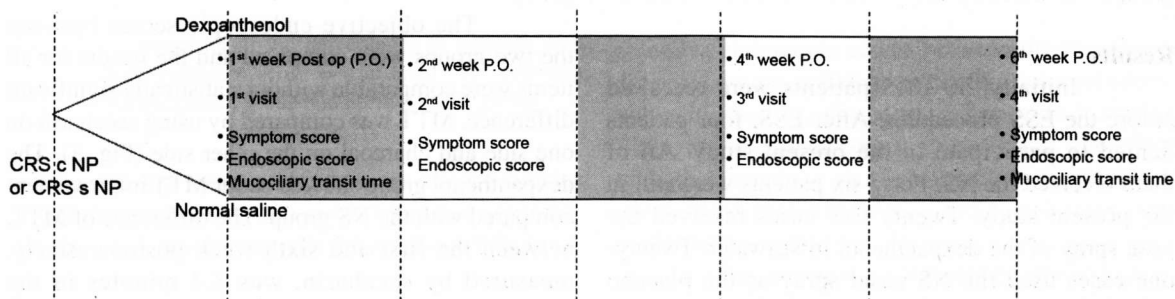 Dexpanthenol
CRS c NP
or CRS s NP
Normal saline
• 1st week Post op (P.O.)
• 1st visit
• Symptom score
• Endoscopic score
• Mucociliary transit time
• 2nd week P.O.
• 2nd visit
• Symptom score
• Endoscopic score
• 4th week P.O.
• 3rd visit
• Symptom score
• Endoscopic score
• 6th week P.O.
• 4th visit
• Symptom score
• Endoscopic score
• Mucociliary transit time